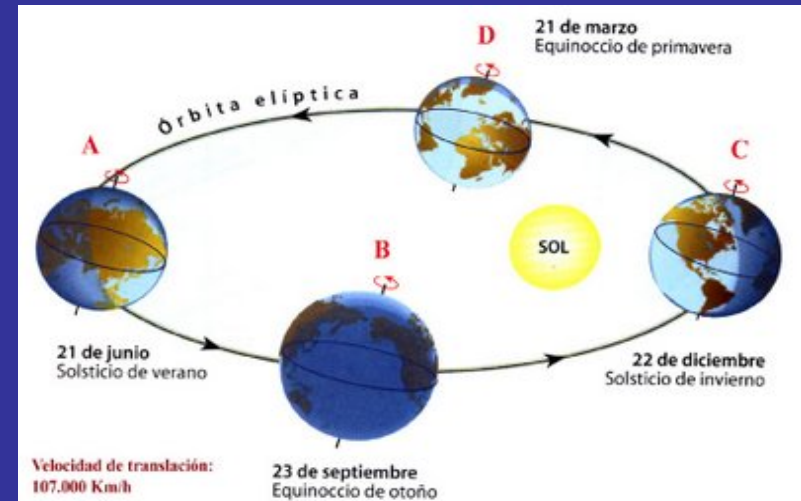 D
21 de marzo
Equinoccio de primavera
Órbita elíptica
A
C
B
SOL
21 de junio
Solsticio de verano
22 de diciembre
Solsticio de invierno
23 de septiembre
Equinoccio de otoño
Velocidad de translación:
107.000 Km/h